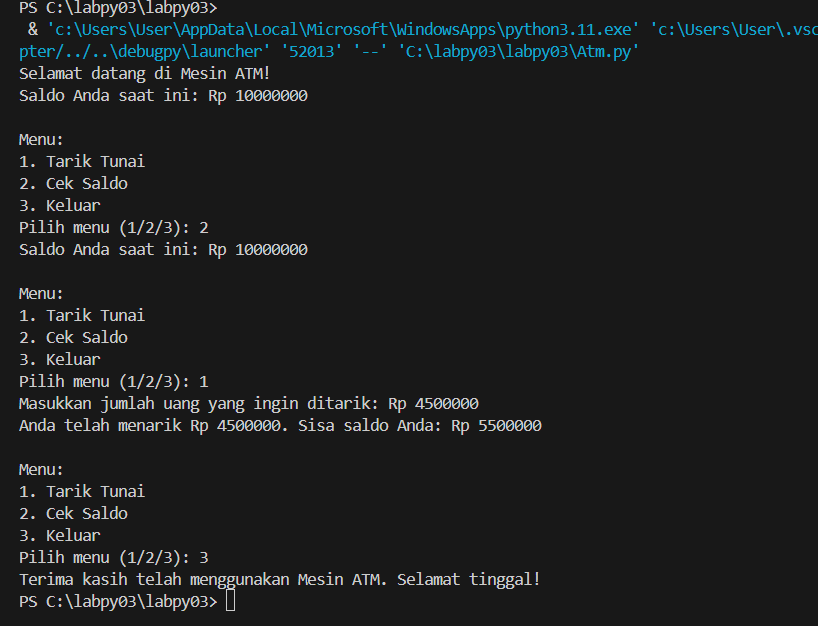 PS C:\labpy03\labpy03>
& 'c:\Users\User\AppData\Local\Microsoft\WindowsApps\python3.11.exe' 'c:\Users\User\.vsc
pter/../..\debugpy\launcher' '52013' '--' 'C:\labpy03\labpy03\Atm.py'
Selamat datang di Mesin ATM!
Saldo Anda saat ini: Rp 10000000
Menu:
1. Tarik Tunai
2. Cek Saldo
3. Keluar
Pilih menu (1/2/3): 2
Saldo Anda saat ini: Rp 10000000
Menu:
1. Tarik Tunai
2. Cek Saldo
3. Keluar
Pilih menu (1/2/3): 1
Masukkan jumlah uang yang ingin ditarik: Rp 4500000
Anda telah menarik Rp 4500000. Sisa saldo Anda: Rp 5500000
Menu:
1. Tarik Tunai
2. Cek Saldo
3. Keluar
Pilih menu (1/2/3): 3
Terima kasih telah menggunakan Mesin ATM. Selamat tinggal!
PS C:\labpy03\labpy03>